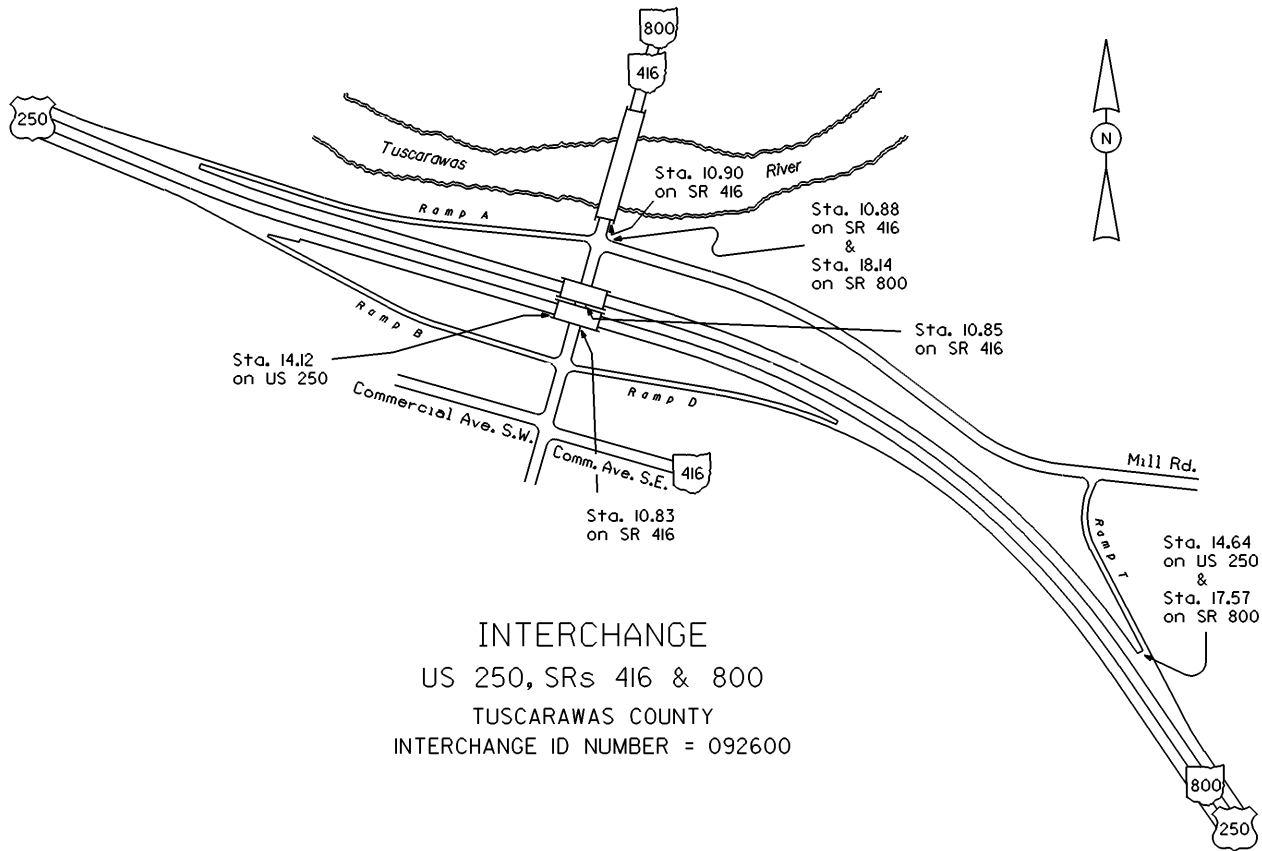 800
416
250
N
Tuscarawas
River
Sta. 10.90
on SR 416
Sta. 10.88
on SR 416
&
Sta. 18.14
on SR 800
Ramp A
Ramp B
Sta. 10.85
on SR 416
Sta. 14.12
on US 250
Ramp D
Commercial Ave. S.W.
Comm. Ave. S.E.
416
Mill Rd.
Sta. 10.83
on SR 416
Ramp T
Sta. 14.64
on US 250
&
Sta. 17.57
on SR 800
INTERCHANGE
US 250, SRs 416 & 800
TUSCARAWAS COUNTY
INTERCHANGE ID NUMBER = 092600
800
250